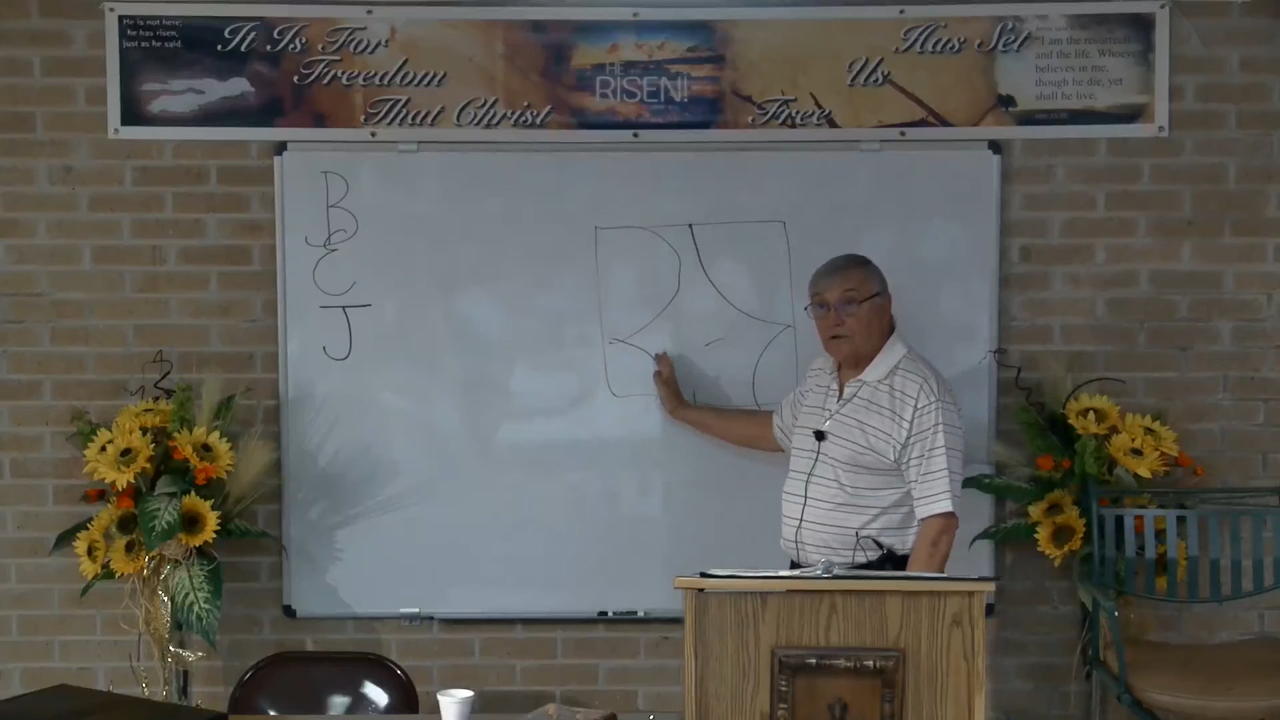 He is not here;
he has risen,
just as he said.
It Is For
Freedom
That Christ
HE
RISEN!
Has Set
Us
Free
"I am the resurrecti
and the life. Whoeve
believes in me,
though he die, yet
shall he live,
B
E
J